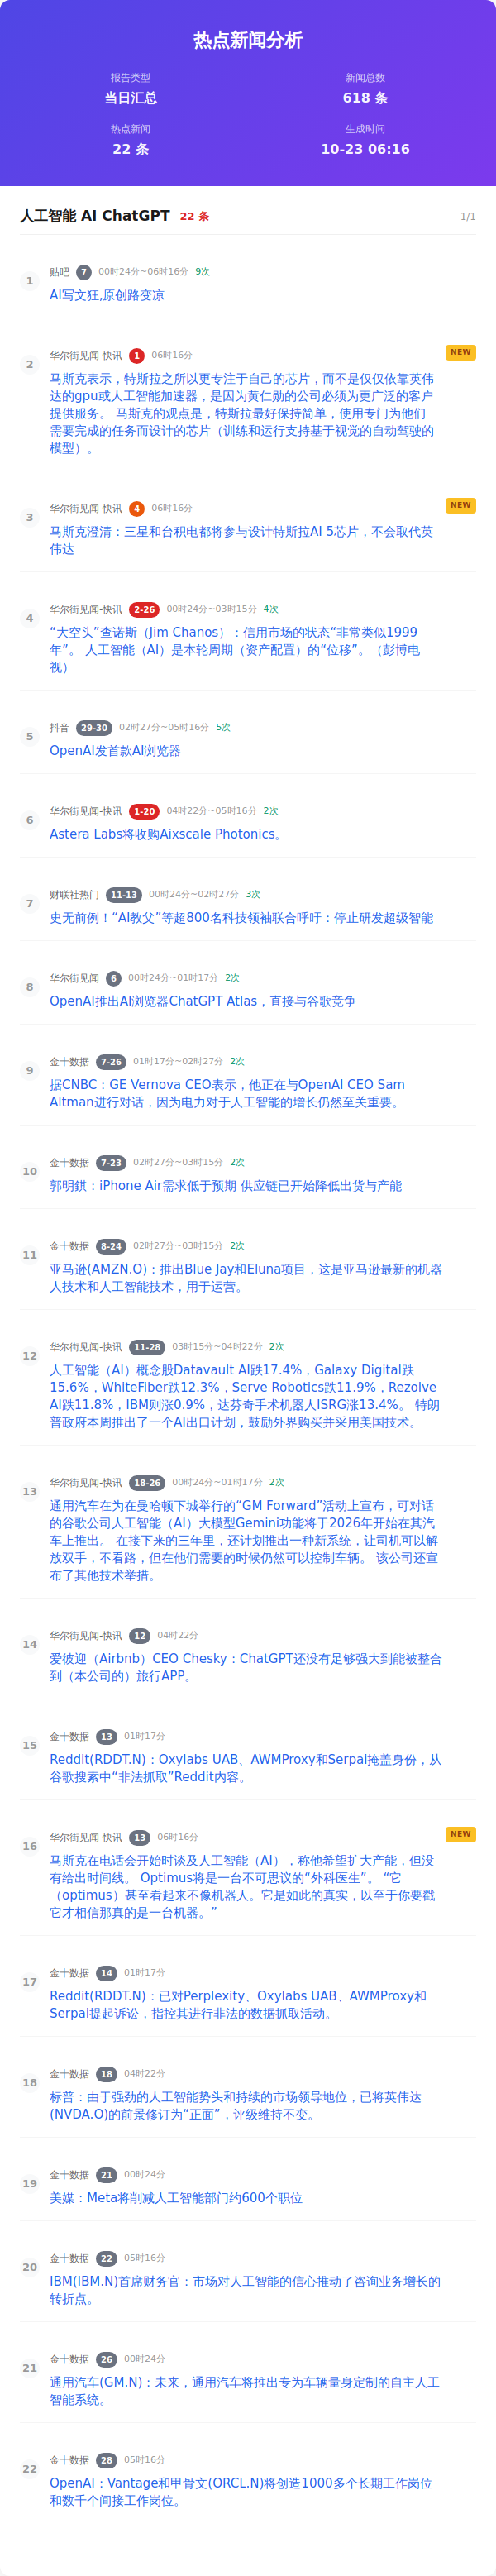 热点新闻分析
报告类型
新闻总数
当日汇总
618 条
热点新闻
生成时间
22 条
10-23 06:16
人工智能 AI ChatGPT 22 条 1/1
1 贴吧 7 00时24分~06时16分 9次
AI写文狂,原创路变凉
2 华尔街见闻-快讯 1 06时16分 NEW
马斯克表示，特斯拉之所以更专注于自己的芯片，而不是仅仅依靠英伟
达的gpu或人工智能加速器，是因为黄仁勋的公司必须为更广泛的客户
提供服务。 马斯克的观点是，特斯拉最好保持简单，使用专门为他们
需要完成的任务而设计的芯片（训练和运行支持基于视觉的自动驾驶的
模型）。
3 华尔街见闻-快讯 4 06时16分 NEW
马斯克澄清：三星和台积电都将参与设计特斯拉AI 5芯片，不会取代英
伟达
4 华尔街见闻-快讯 2-26 00时24分~03时15分 4次
“大空头”查诺斯（Jim Chanos）：信用市场的状态“非常类似1999
年”。 人工智能（AI）是本轮周期（资产配置）的“位移”。（彭博电
视）
5 抖音 29-30 02时27分~05时16分 5次
OpenAI发首款AI浏览器
6 华尔街见闻-快讯 1-20 04时22分~05时16分 2次
Astera Labs将收购Aixscale Photonics。
7 财联社热门 11-13 00时24分~02时27分 3次
史无前例！“AI教父”等超800名科技领袖联合呼吁：停止研发超级智能
8 华尔街见闻 6 00时24分~01时17分 2次
OpenAI推出AI浏览器ChatGPT Atlas，直接与谷歌竞争
9 金十数据 7-26 01时17分~02时27分 2次
据CNBC：GE Vernova CEO表示，他正在与OpenAI CEO Sam
Altman进行对话，因为电力对于人工智能的增长仍然至关重要。
10 金十数据 7-23 02时27分~03时15分 2次
郭明錤：iPhone Air需求低于预期 供应链已开始降低出货与产能
11 金十数据 8-24 02时27分~03时15分 2次
亚马逊(AMZN.O)：推出Blue Jay和Eluna项目，这是亚马逊最新的机器
人技术和人工智能技术，用于运营。
12 华尔街见闻-快讯 11-28 03时15分~04时22分 2次
人工智能（AI）概念股Datavault AI跌17.4%，Galaxy Digital跌
15.6%，WhiteFiber跌12.3%，Serve Robotics跌11.9%，Rezolve
AI跌11.8%，IBM则涨0.9%，达芬奇手术机器人ISRG涨13.4%。 特朗
普政府本周推出了一个AI出口计划，鼓励外界购买并采用美国技术。
13 华尔街见闻-快讯 18-26 00时24分~01时17分 2次
通用汽车在为在曼哈顿下城举行的“GM Forward”活动上宣布，可对话
的谷歌公司人工智能（AI）大模型Gemini功能将于2026年开始在其汽
车上推出。 在接下来的三年里，还计划推出一种新系统，让司机可以解
放双手，不看路，但在他们需要的时候仍然可以控制车辆。 该公司还宣
布了其他技术举措。
14 华尔街见闻-快讯 12 04时22分
爱彼迎（Airbnb）CEO Chesky：ChatGPT还没有足够强大到能被整合
到（本公司的）旅行APP。
15 金十数据 13 01时17分
Reddit(RDDT.N)：Oxylabs UAB、AWMProxy和Serpai掩盖身份，从
谷歌搜索中“非法抓取”Reddit内容。
16 华尔街见闻-快讯 13 06时16分 NEW
马斯克在电话会开始时谈及人工智能（AI），称他希望扩大产能，但没
有给出时间线。 Optimus将是一台不可思议的“外科医生”。 “它
（optimus）甚至看起来不像机器人。它是如此的真实，以至于你要戳
它才相信那真的是一台机器。”
17 金十数据 14 01时17分
Reddit(RDDT.N)：已对Perplexity、Oxylabs UAB、AWMProxy和
Serpai提起诉讼，指控其进行非法的数据抓取活动。
18 金十数据 18 04时22分
标普：由于强劲的人工智能势头和持续的市场领导地位，已将英伟达
(NVDA.O)的前景修订为“正面”，评级维持不变。
19 金十数据 21 00时24分
美媒：Meta将削减人工智能部门约600个职位
20 金十数据 22 05时16分
IBM(IBM.N)首席财务官：市场对人工智能的信心推动了咨询业务增长的
转折点。
21 金十数据 26 00时24分
通用汽车(GM.N)：未来，通用汽车将推出专为车辆量身定制的自主人工
智能系统。
22 金十数据 28 05时16分
OpenAI：Vantage和甲骨文(ORCL.N)将创造1000多个长期工作岗位
和数千个间接工作岗位。